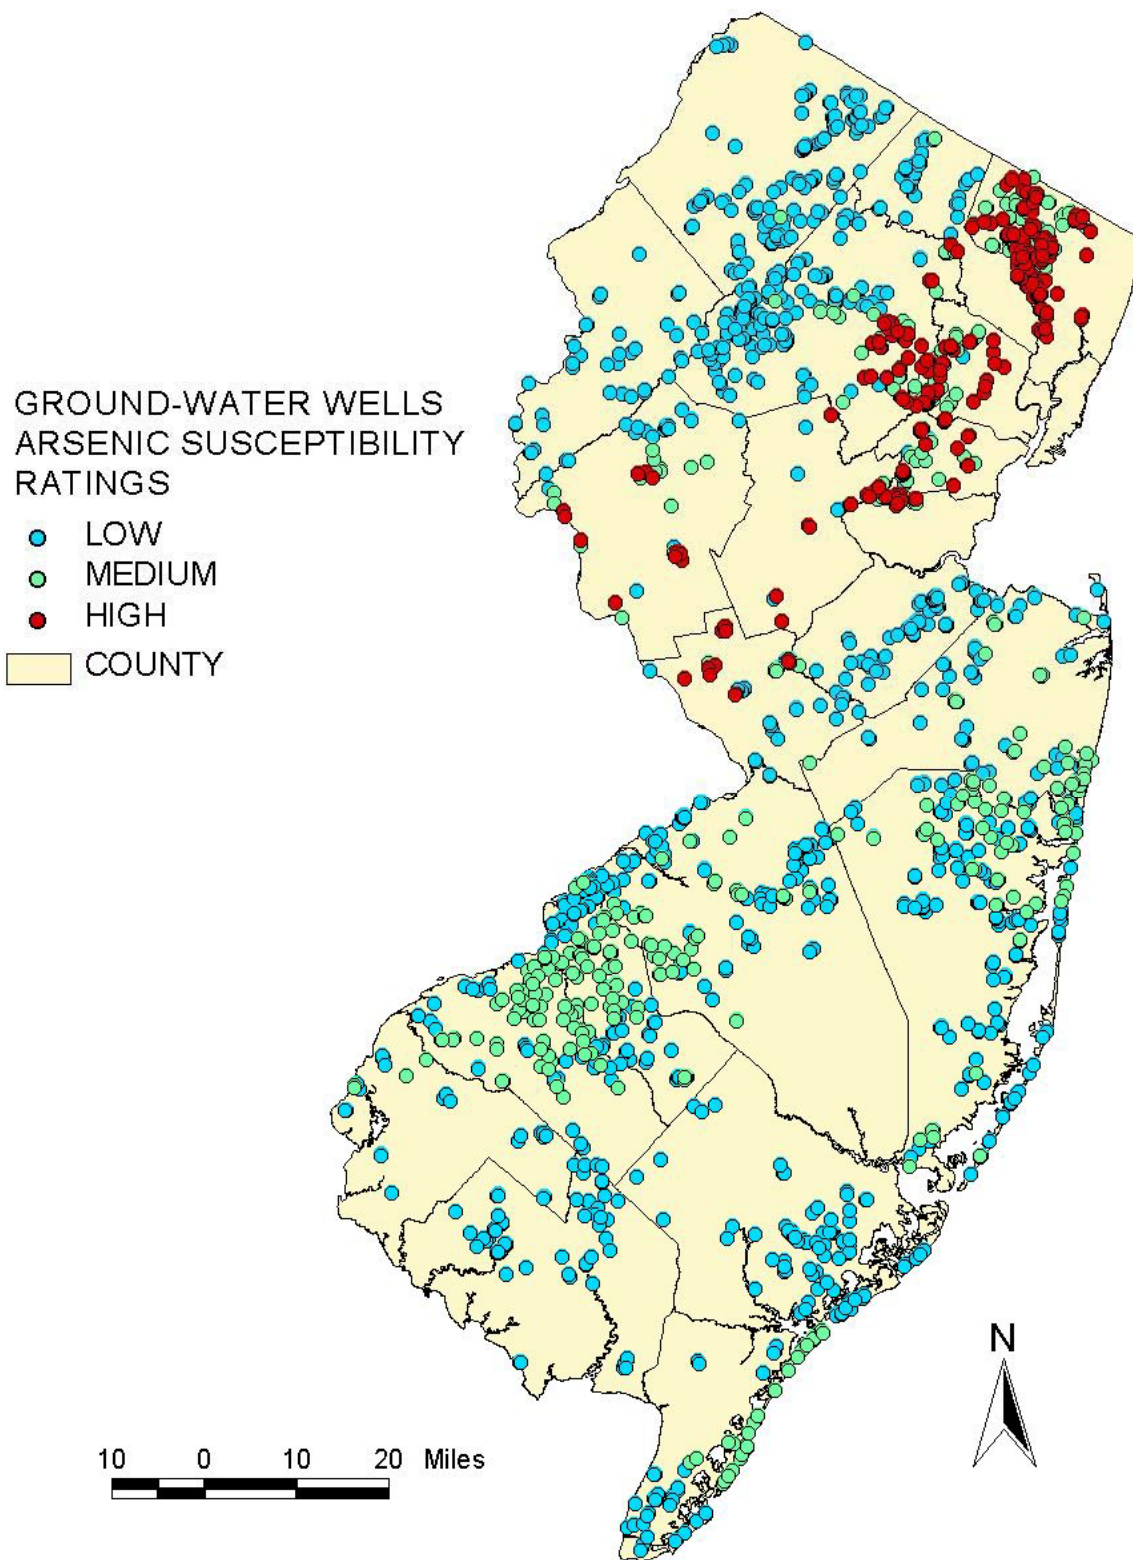 GROUND-WATER WELLS
ARSENIC SUSCEPTIBILITY
RATINGS
LOW
MEDIUM
HIGH
COUNTY
N
10 0 10 20 Miles